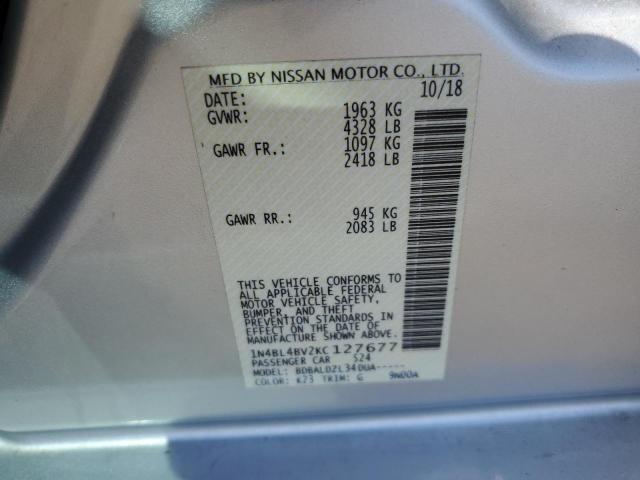 MFD BY NISSAN MOTOR CO., LTD.
DATE: 10/18
GVWR: 1963 KG
4328 LB
GAWR FR.: 1097 KG
2418 LB
GAWR RR.: 945 KG
2083 LB
THIS VEHICLE CONFORMS TO
ALL APPLICABLE FEDERAL
MOTOR VEHICLE SAFETY,
BUMPER, AND THEFT
PREVENTION STANDARDS IN
EFFECT ON THE DATE OF
MANUFACTURE SHOWN ABOVE.
1N4BL4BV2KC127677
PASSENGER CAR S24
MODEL: BDBALDZL34DUA-----
COLOR: K23 TRIM: G 9N00A